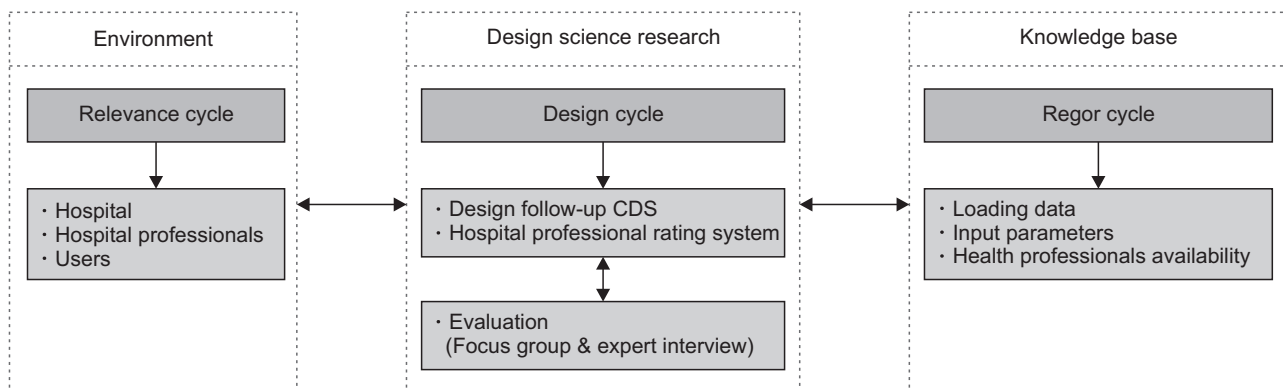 Environment
Relevance cycle
· Hospital
· Hospital professionals
· Users
Design science research
Design cycle
· Design follow-up CDS
· Hospital professional rating system
· Evaluation
(Focus group & expert interview)
Knowledge base
Regor cycle
· Loading data
· Input parameters
· Health professionals availability